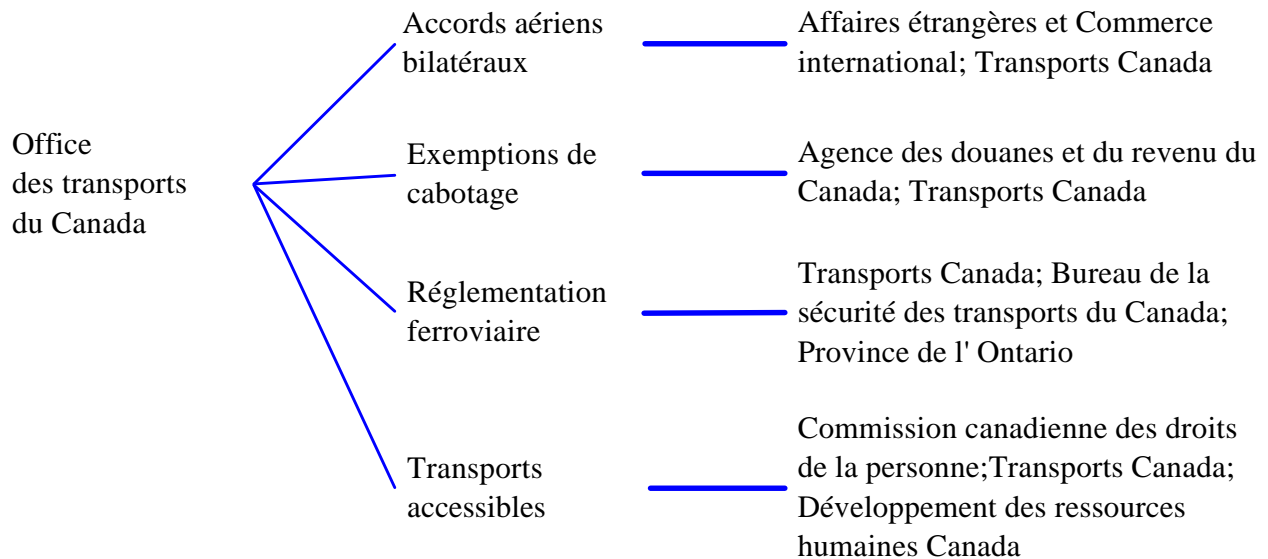 Office
des transports
du Canada
Accords aériens
bilatéraux
Affaires étrangères et Commerce
international; Transports Canada
Exemptions de
cabotage
Agence des douanes et du revenu du
Canada; Transports Canada
Réglementation
ferroviaire
Transports Canada; Bureau de la
sécurité des transports du Canada;
Province de l' Ontario
Transports
accessibles
Commission canadienne des droits
de la personne;Transports Canada;
Développement des ressources
humaines Canada